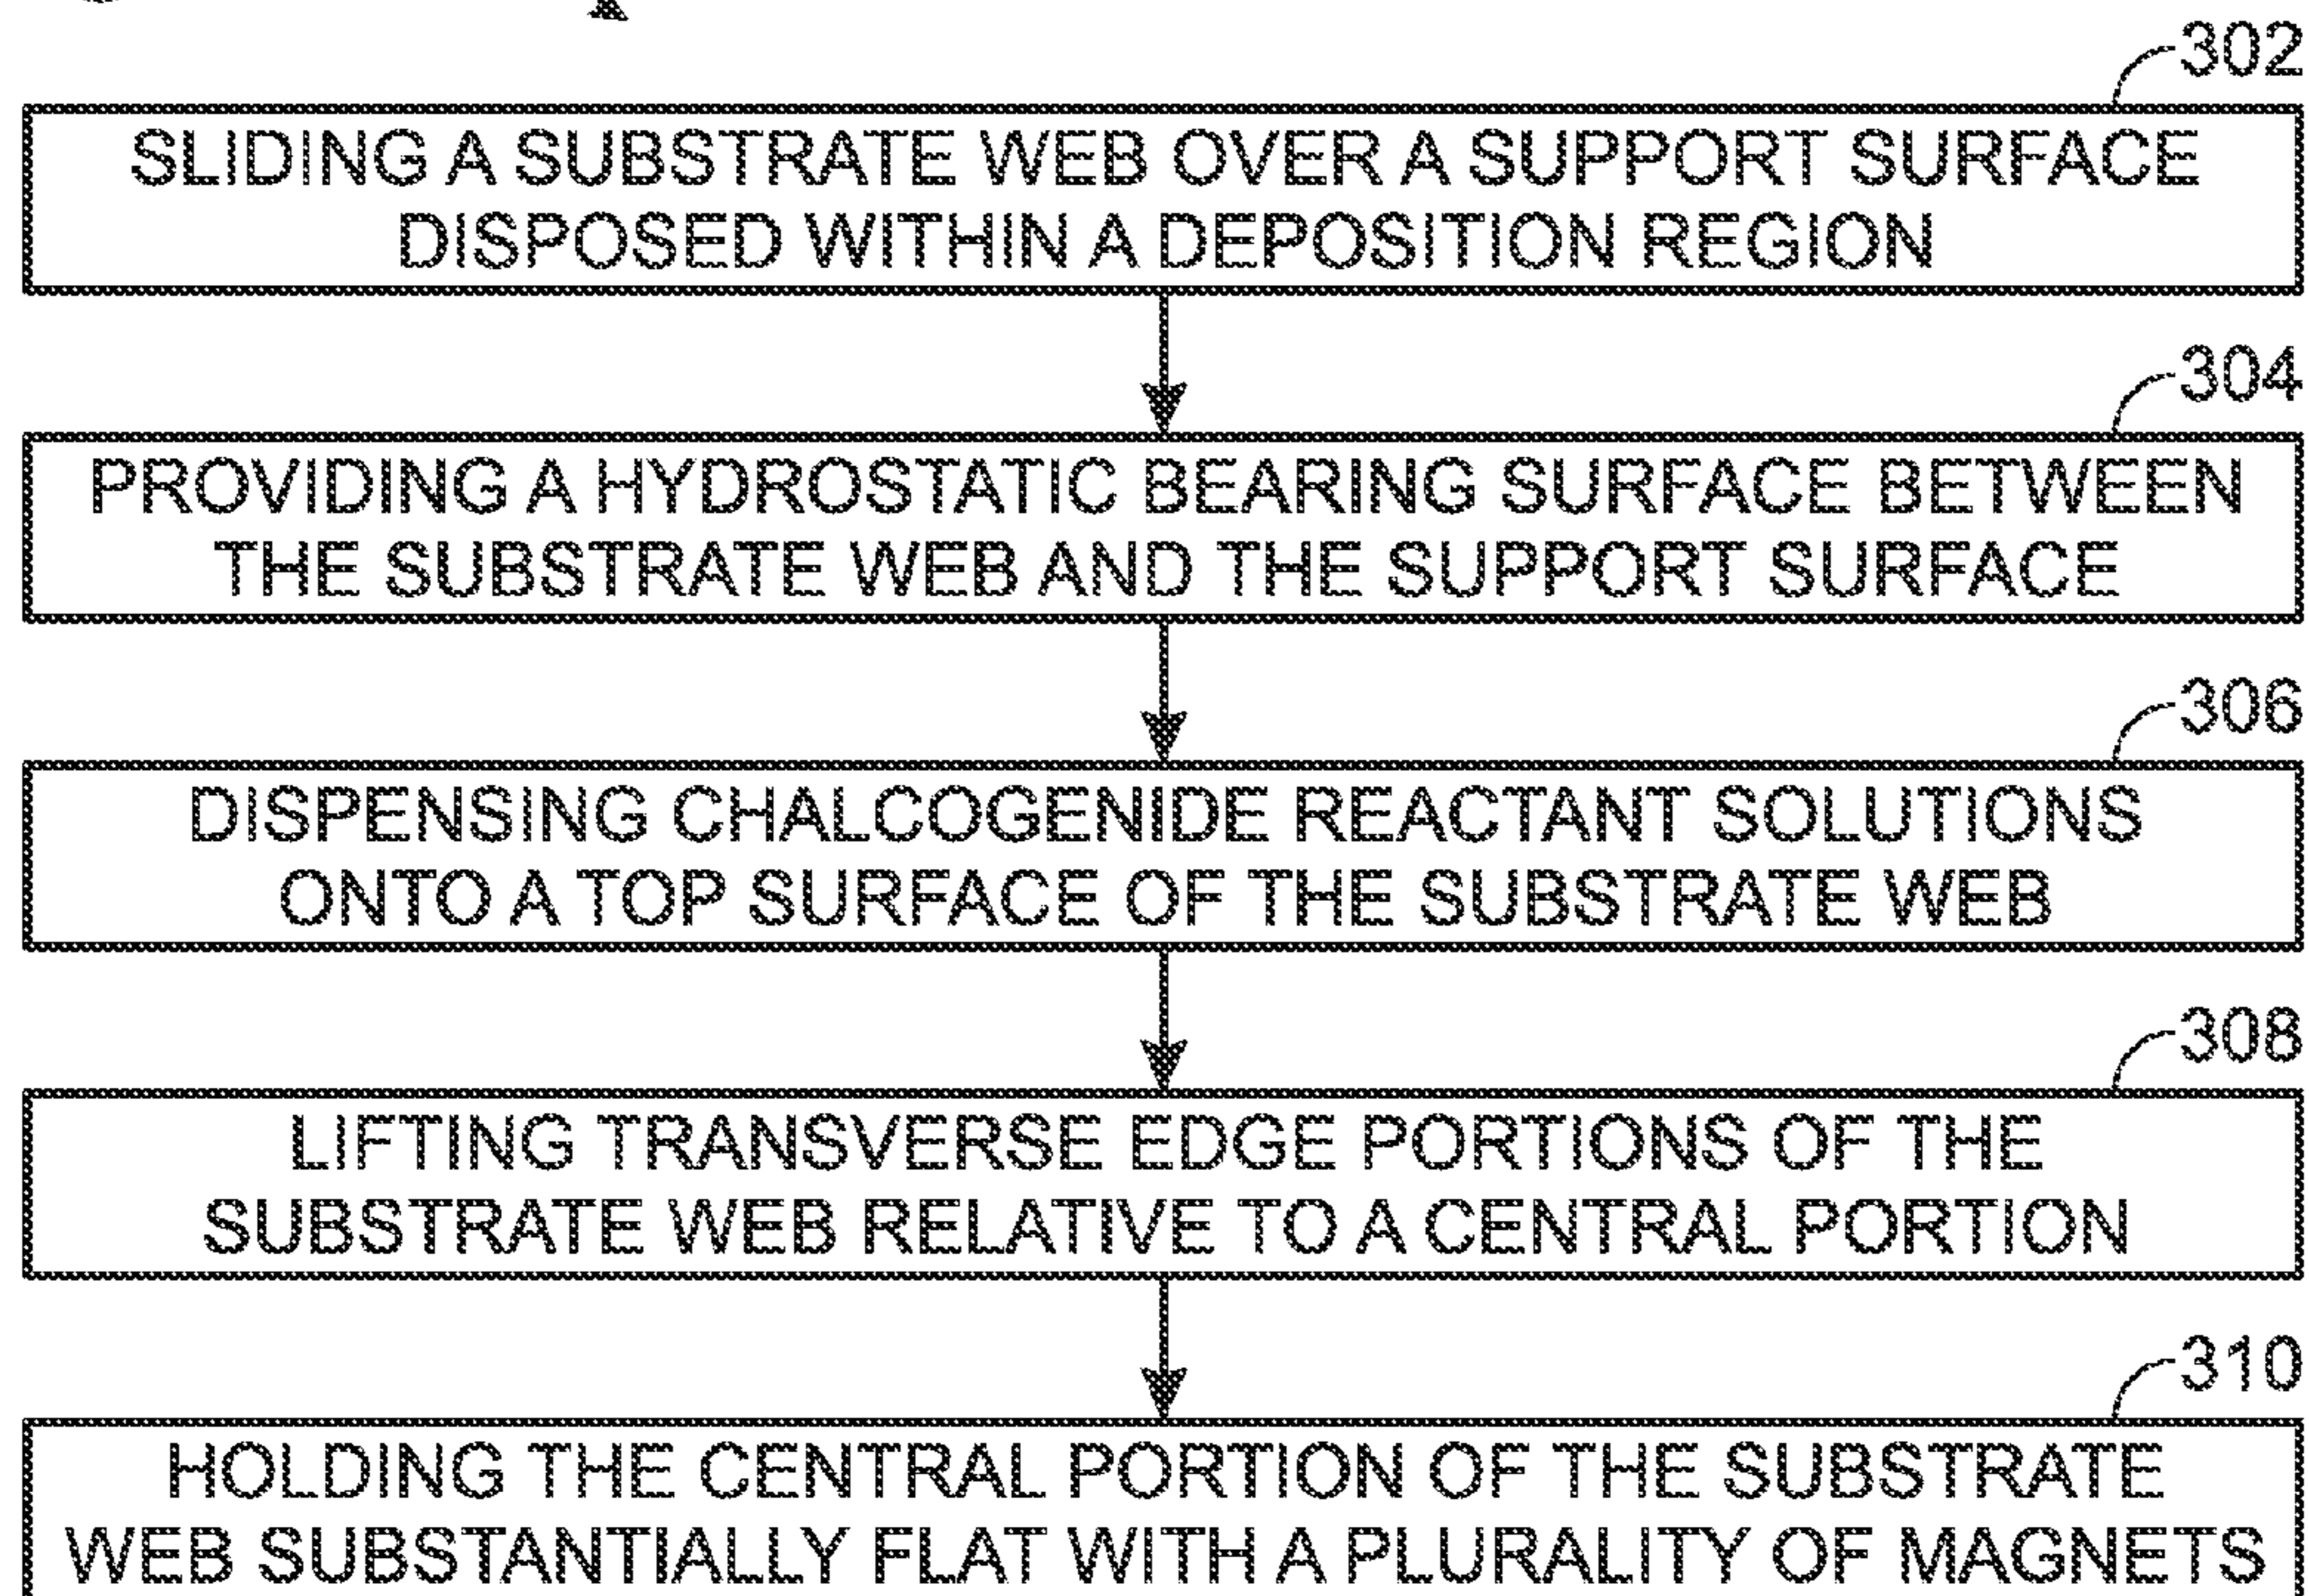 302
SLIDING A SUBSTRATE WEB OVER A SUPPORT SURFACE
DISPOSED WITHIN A DEPOSITION REGION
304
PROVIDING A HYDROSTATIC BEARING SURFACE BETWEEN
THE SUBSTRATE WEB AND THE SUPPORT SURFACE
306
DISPENSING CHALCOGENIDE REACTANT SOLUTIONS
ONTO A TOP SURFACE OF THE SUBSTRATE WEB
308
LIFTING TRANSVERSE EDGE PORTIONS OF THE
SUBSTRATE WEB RELATIVE TO A CENTRAL PORTION
310
HOLDING THE CENTRAL PORTION OF THE SUBSTRATE
WEB SUBSTANTIALLY FLAT WITH A PLURALITY OF MAGNETS